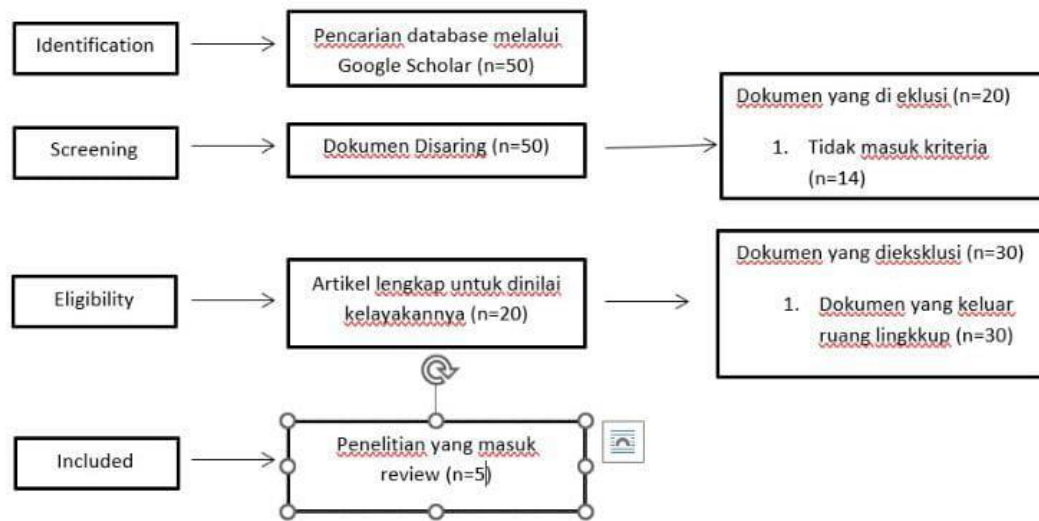 Identification
Pencarian database melalui
Google Scholar (n=50)
Screening
Dokumen Disaring (n=50)
Dokumen yang di eklusi (n=20)
1. Tidak masuk kriteria
(n=14)
Eligibility
Artikel lengkap untuk dinilai
kelayakannya (n=20)
Dokumen yang dieksklusi (n=30)
1. Dokumen yang keluar
ruang lingkkup (n=30)
Included
Penelitian yang masuk
review (n=5)